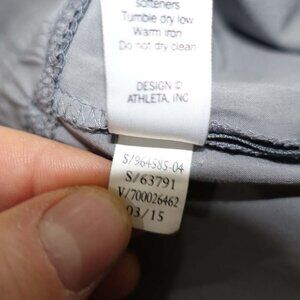 softeners
Tumble dry low
Warm iron
Do not dry clean
DESIGN ©
ATHLETA, INC
S/964585-04
S/63791
V/700026462
03/15